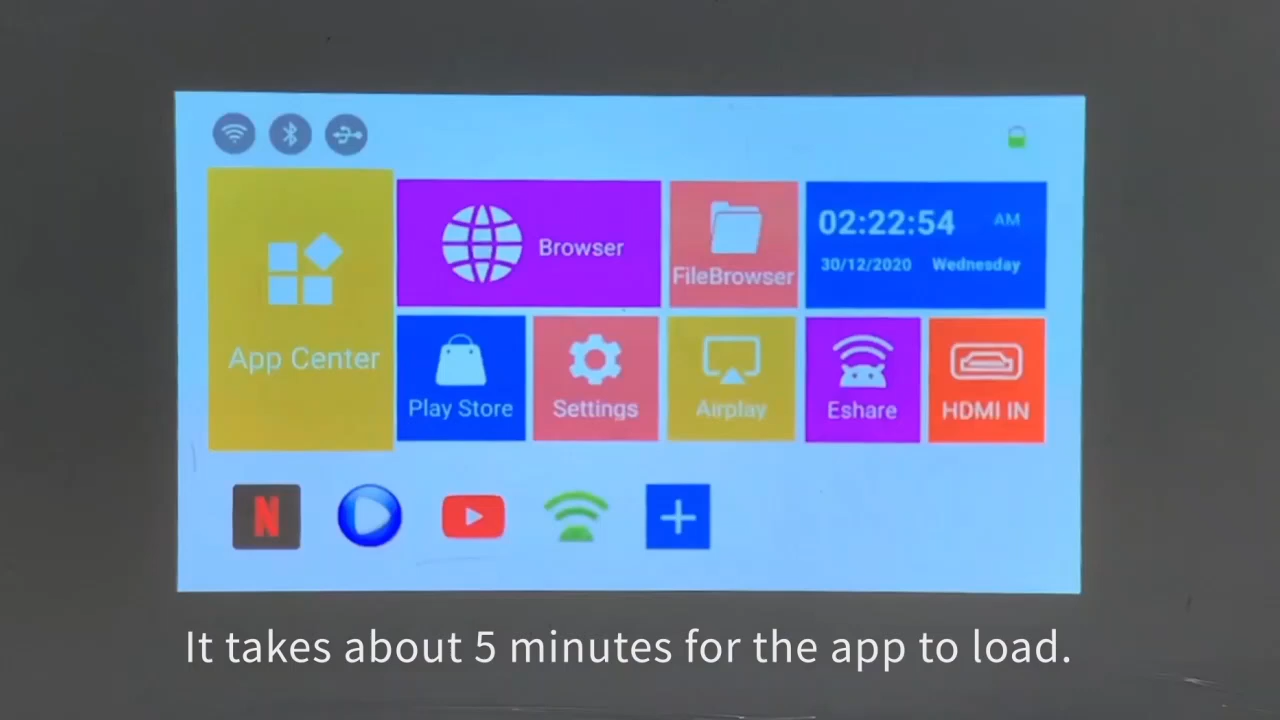 02:22:54 AM
30/12/2020 Wednesday
Browser
FileBrowser
App Center
Play Store
Settings
Airplay
Eshare
HDMI IN
N
It takes about 5 minutes for the app to load.